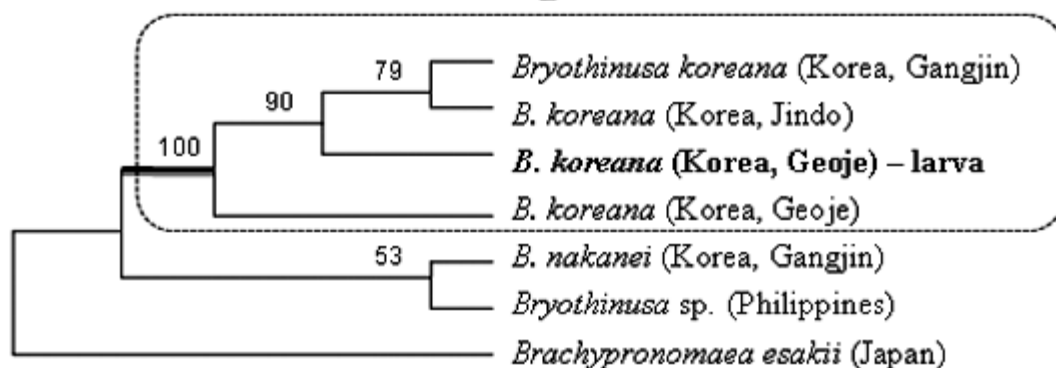 79
Bryothinusa koreana (Korea, Gangjin)
90
B. koreana (Korea, Jindo)
100
B. koreana (Korea, Geoje) – larva
B. koreana (Korea, Geoje)
53
B. nakanei (Korea, Gangjin)
Bryothinusa sp. (Philippines)
Brachypronomaea esakii (Japan)